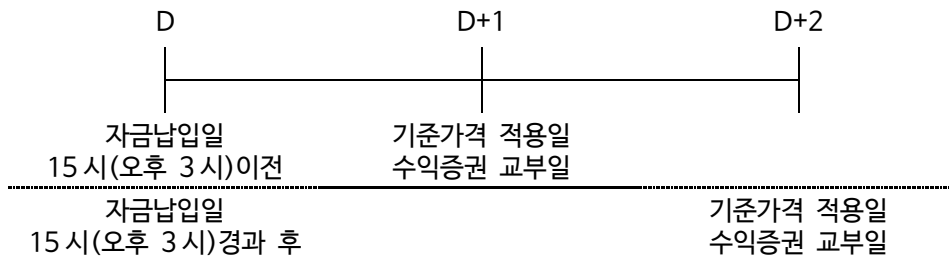 D D+1 D+2
자금납입일 기준가격 적용일
15시(오후 3시)이전 수익증권 교부일
자금납입일 기준가격 적용일
15시(오후 3시)경과 후 수익증권 교부일